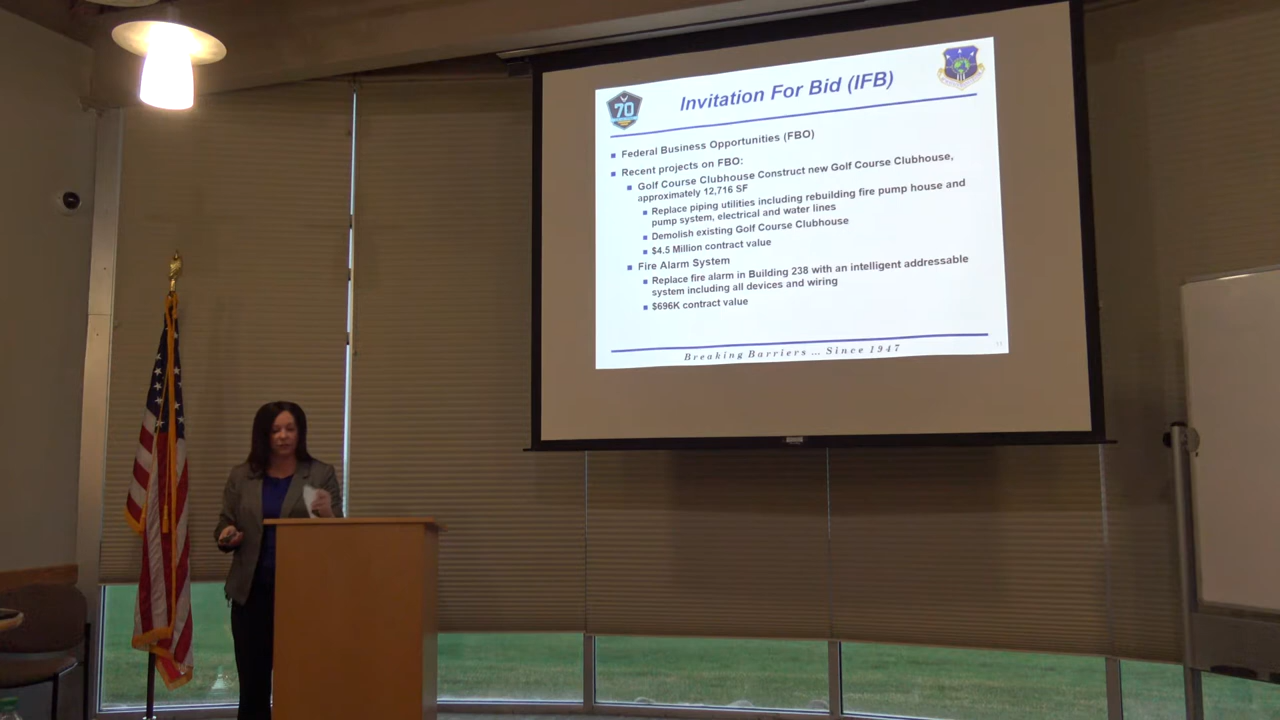 Invitation For Bid (IFB)
70
Federal Business Opportunities (FBO)
Recent projects on FBO:
Golf Course Clubhouse Construct new Golf Course Clubhouse,
approximately 12,716 SF
Replace piping utilities including rebuilding fire pump house and
pump system, electrical and water lines
Demolish existing Golf Course Clubhouse
$4.5 Million contract value
Fire Alarm System
Replace fire alarm in Building 238 with an intelligent addressable
system including all devices and wiring
$696K contract value
Breaking Barriers ... Since 1947